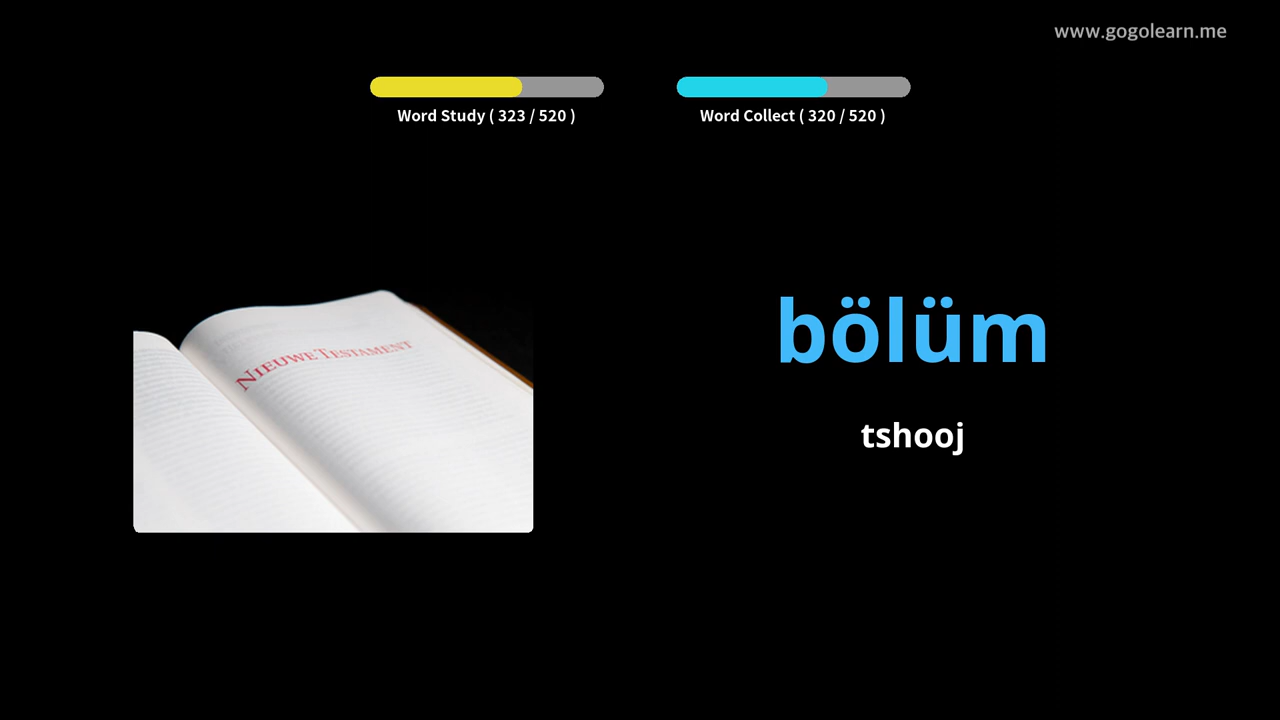 www.gogolearn.me
Word Study ( 323 / 520 )
Word Collect ( 320 / 520 )
NIEUWE TESTAMENT
bölüm
tshooj